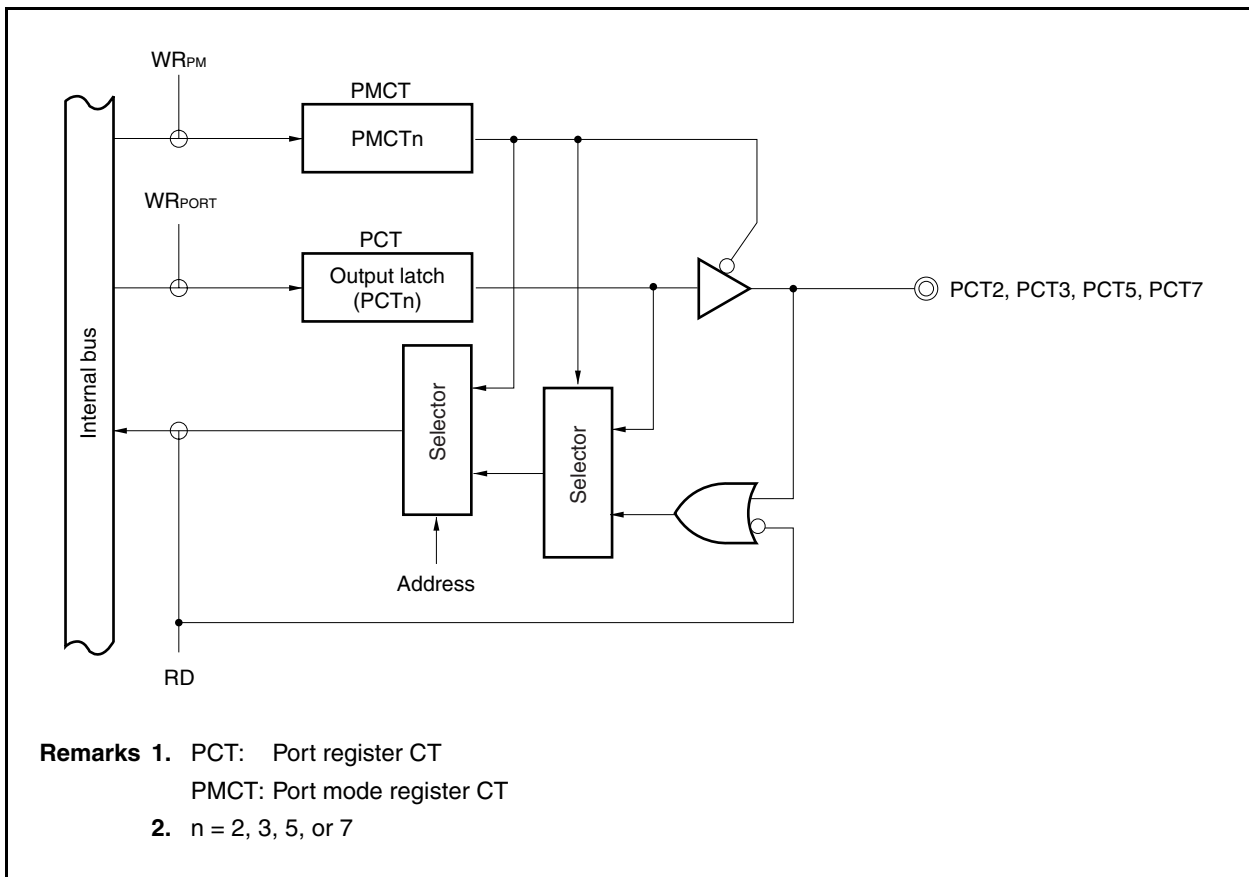 WRPM
PMCT
PMCTn
WRPORT
PCT
Output latch
(PCTn)
PCT2, PCT3, PCT5, PCT7
Internal bus
Selector
Selector
Address
RD
Remarks 1. PCT: Port register CT
PMCT: Port mode register CT
2. n = 2, 3, 5, or 7